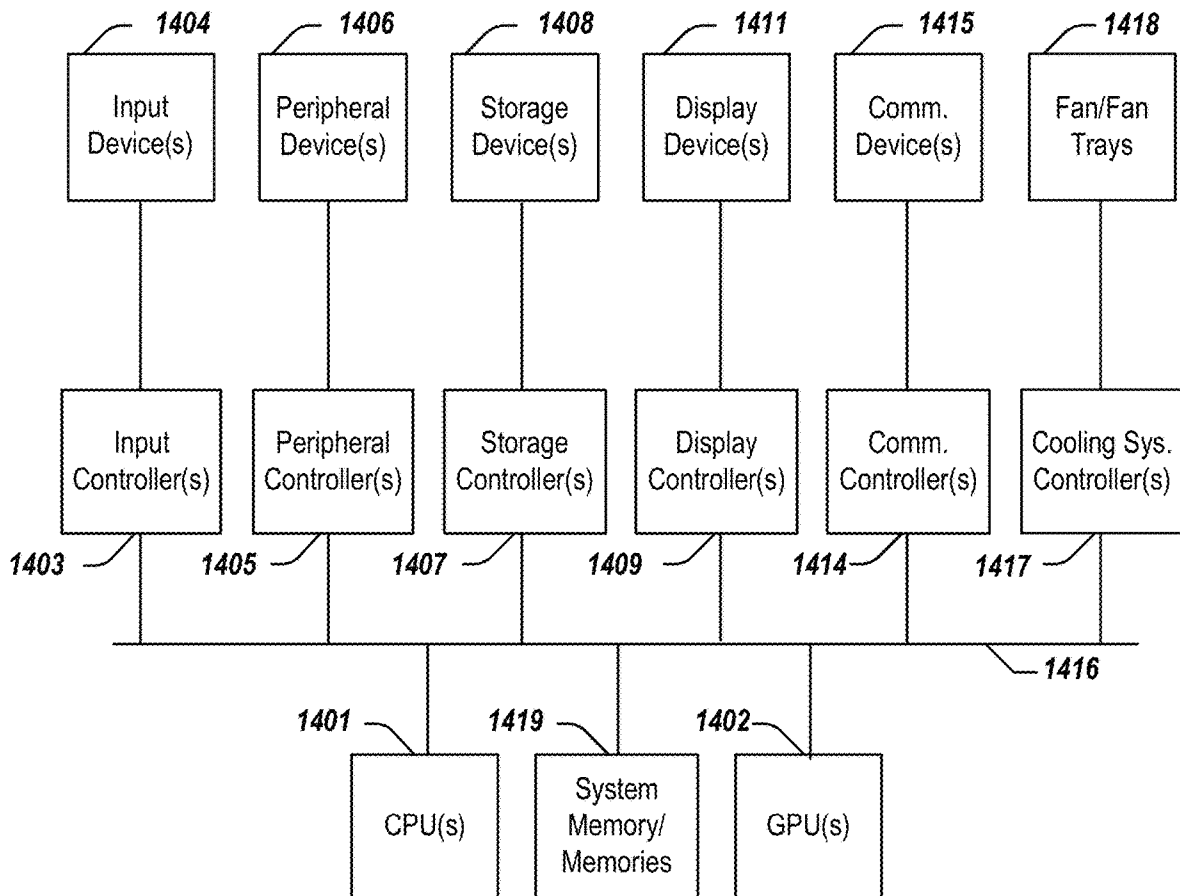 1404 1406 1408 1411 1415 1418
Input Peripheral Storage Display Comm. Fan/Fan
Device(s) Device(s) Device(s) Device(s) Device(s) Trays
Input Peripheral Storage Display Comm. Cooling Sys.
Controller(s) Controller(s) Controller(s) Controller(s) Controller(s) Controller(s)
1403 1405 1407 1409 1414 1417
1416
1401 1419 1402
System
CPU(s) Memory/ GPU(s)
Memories